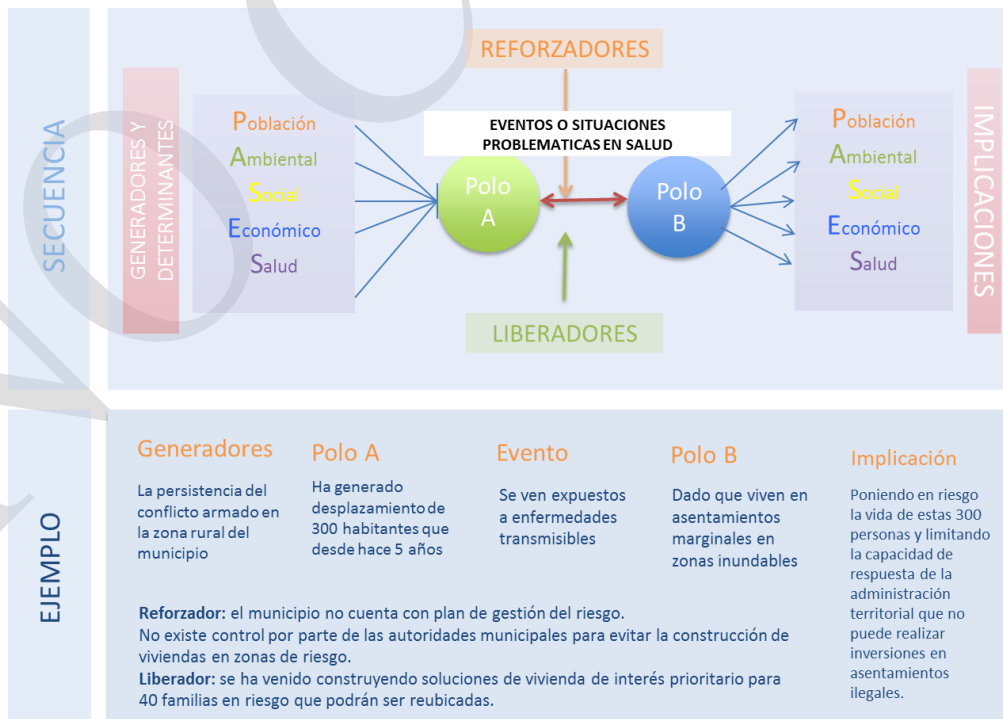 SECUENCIA
GENERADORES Y
DETERMINANTES
Población
Ambiental
Social
Económico
Salud
REFORZADORES
EVENTOS O SITUACIONES
PROBLEMATICAS EN SALUD
Polo
A
Polo
B
LIBERADORES
Población
Ambiental
Social
Económico
Salud
IMPLICACIONES
EJEMPLO
Generadores
La persistencia del
conflicto armado en
la zona rural del
municipio
Polo A
Ha generado
desplazamiento de
300 habitantes que
desde hace 5 años
Evento
Se ven expuestos
a enfermedades
transmisibles
Polo B
Dado que viven en
asentamientos
marginales en
zonas inundables
Implicación
Poniendo en riesgo
la vida de estas 300
personas y limitando
la capacidad de
respuesta de la
administración
territorial que no
puede realizar
inversiones en
asentamientos
ilegales.
Reforzador: el municipio no cuenta con plan de gestión del riesgo.
No existe control por parte de las autoridades municipales para evitar la construcción de
viviendas en zonas de riesgo.
Liberador: se ha venido construyendo soluciones de vivienda de interés prioritario para
40 familias en riesgo que podrán ser reubicadas.